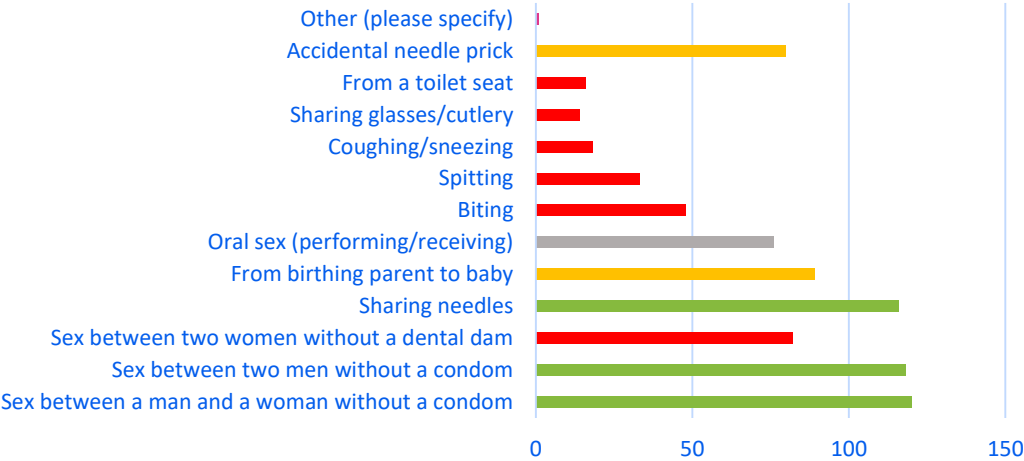 Other (please specify)
Accidental needle prick
From a toilet seat
Sharing glasses/cutlery
Coughing/sneezing
Spitting
Biting
Oral sex (performing/receiving)
From birthing parent to baby
Sharing needles
Sex between two women without a dental dam
Sex between two men without a condom
Sex between a man and a woman without a condom
0 50 100 150